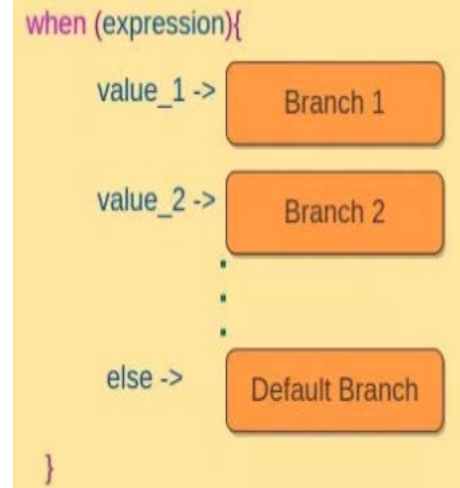 when (expression){
value_1 -> Branch 1
value_2 -> Branch 2
else -> Default Branch
}